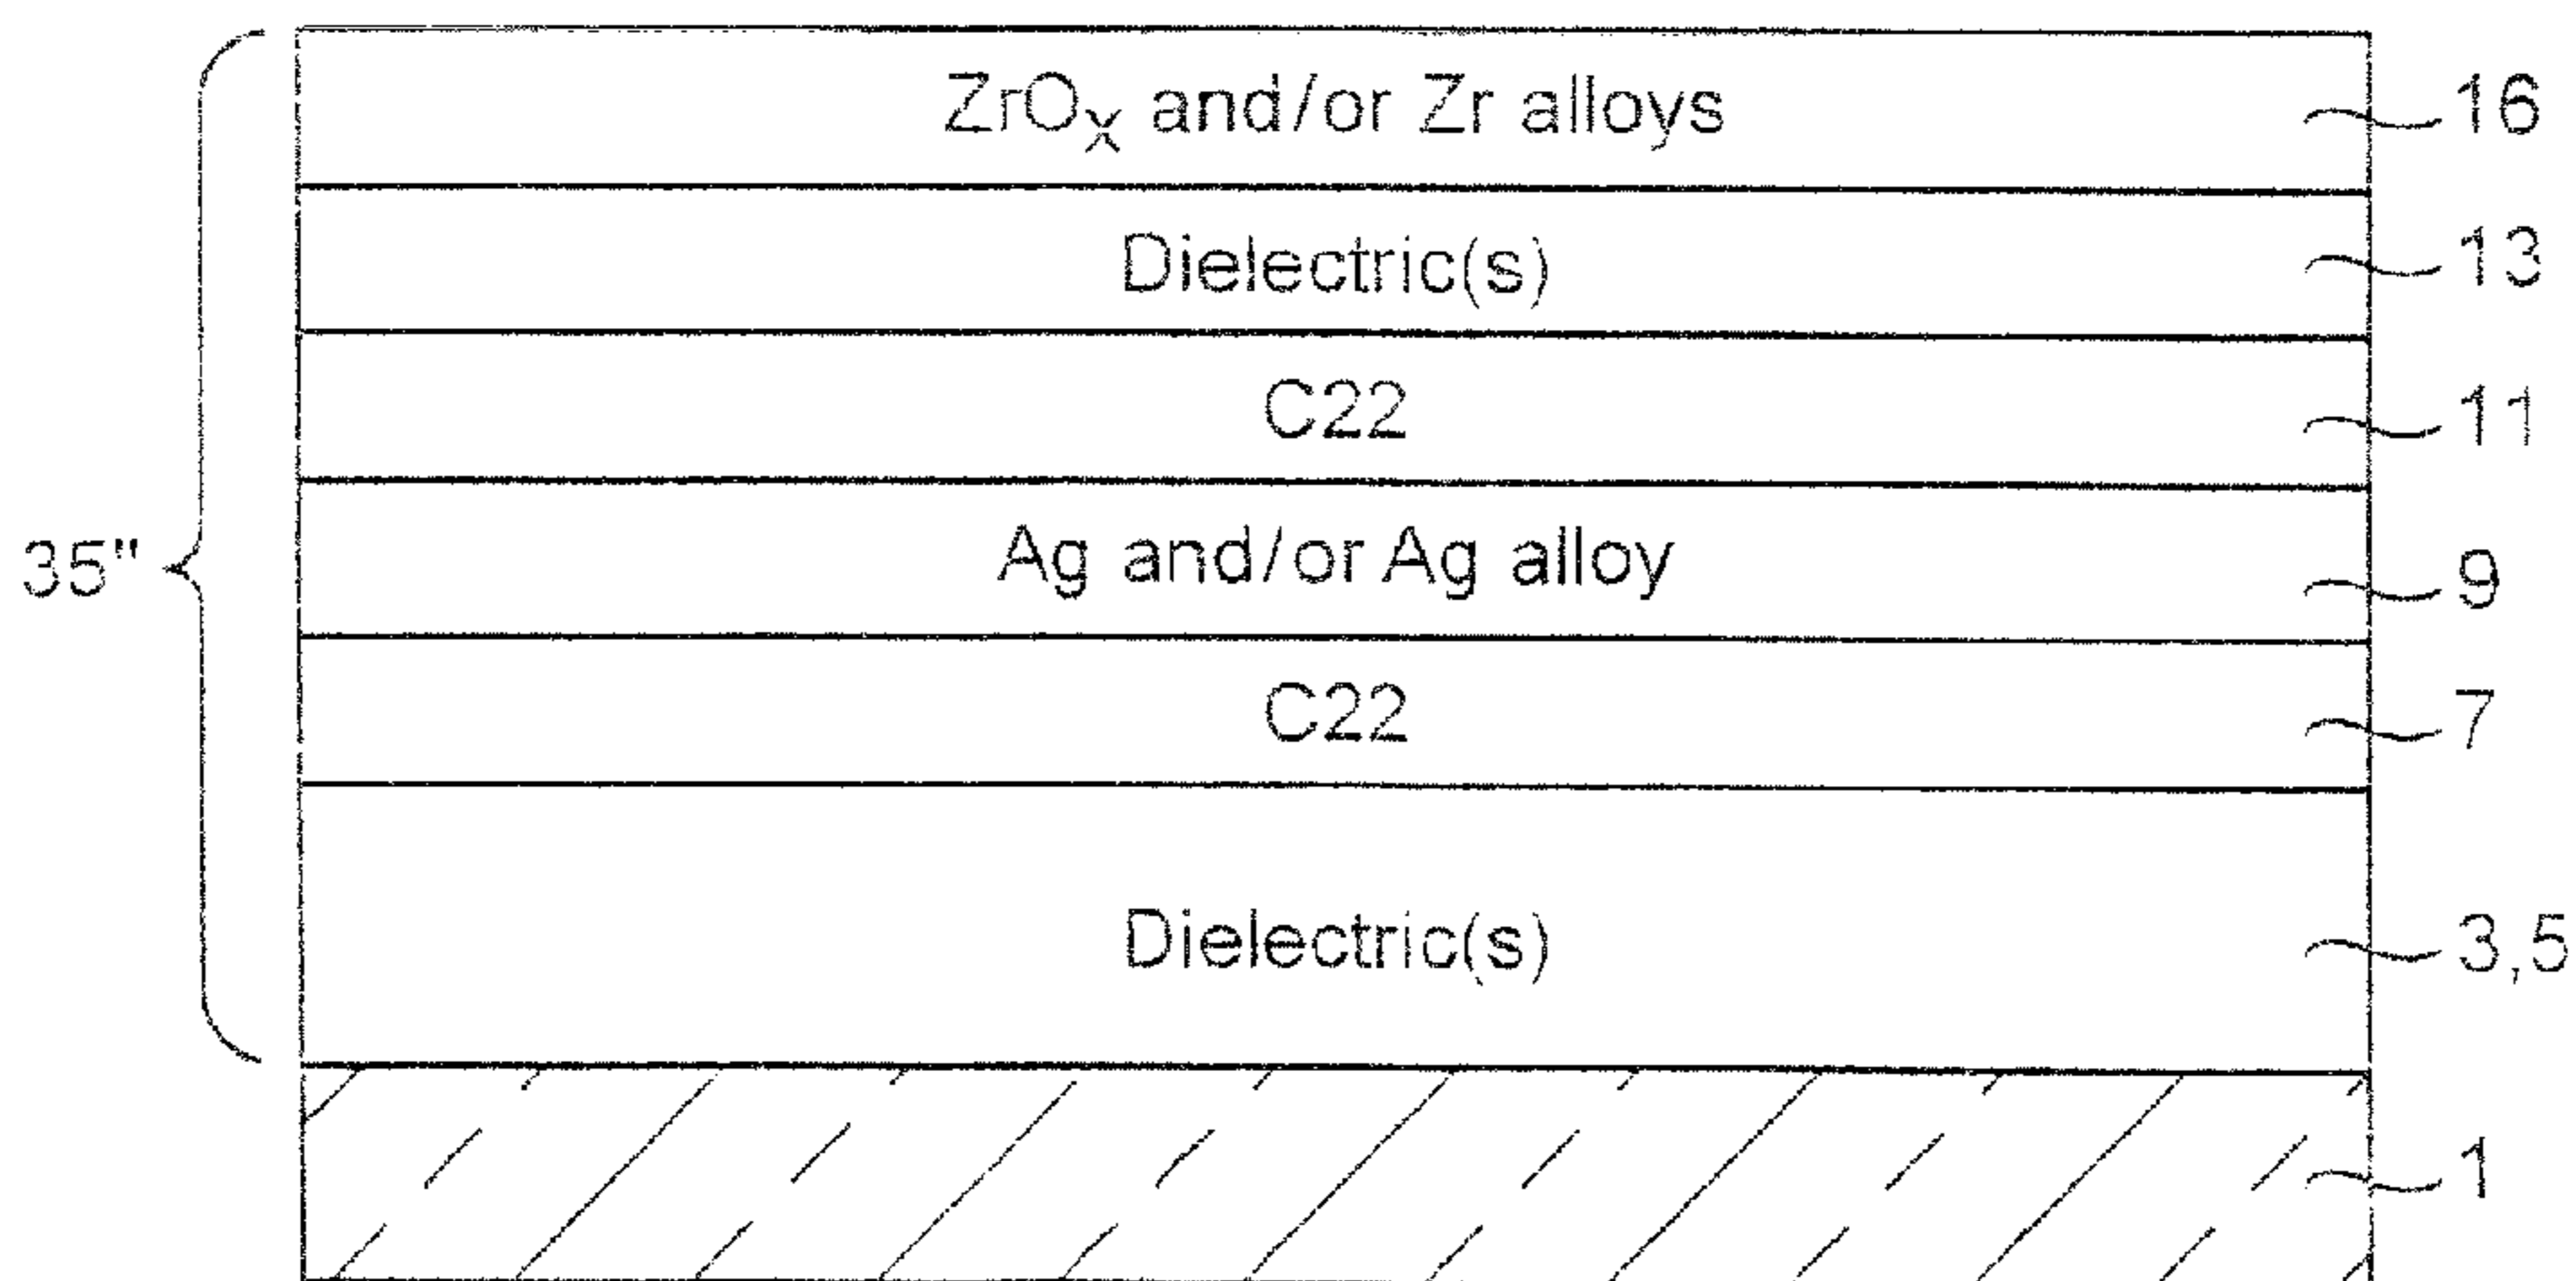 ZrOₓ and/or Zr alloys 16
Dielectric(s) 13
C22 11
Ag and/or Ag alloy 9
35"
C22 7
Dielectric(s) 3,5
1